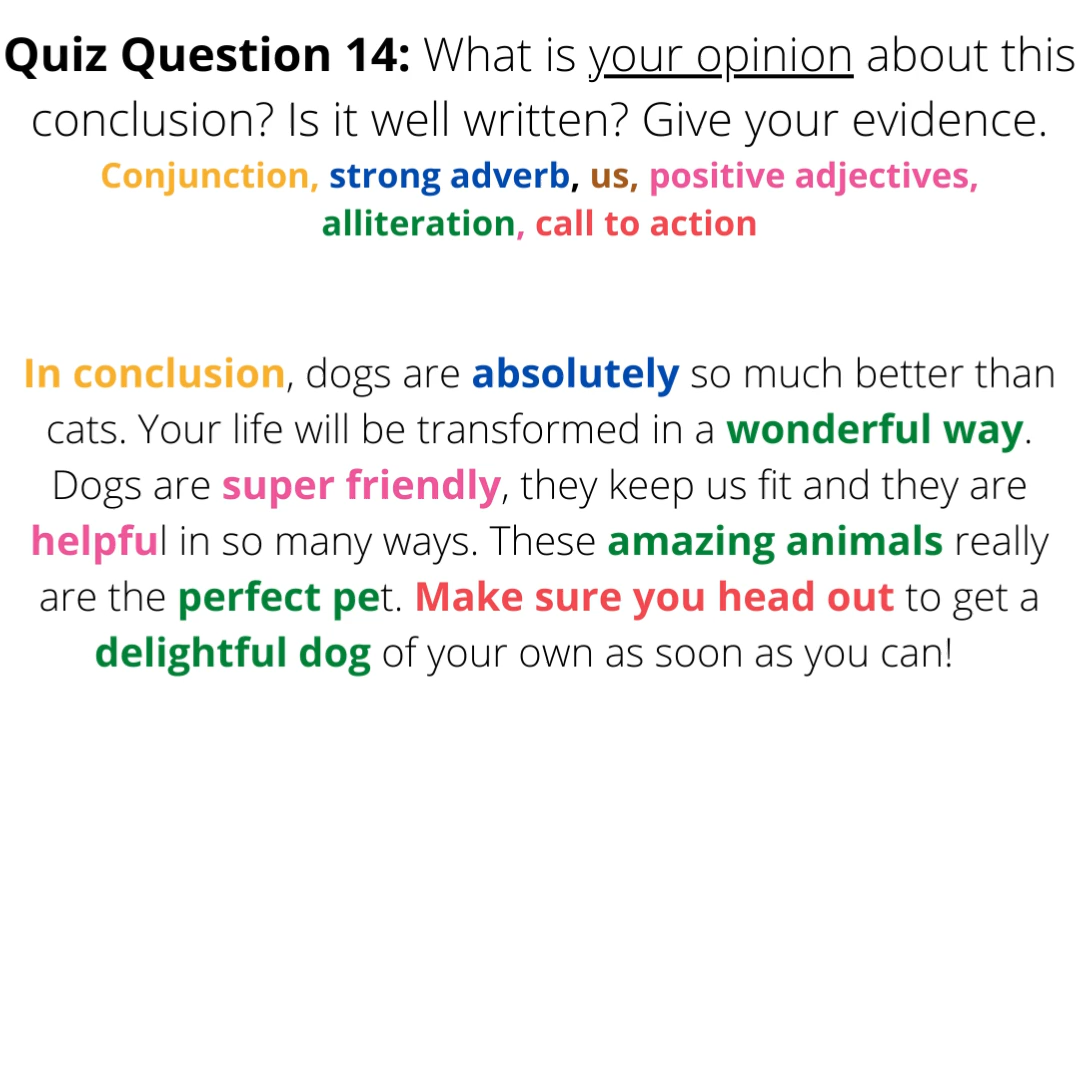 Quiz Question 14: What is your opinion about this
conclusion? Is it well written? Give your evidence.
Conjunction, strong adverb, us, positive adjectives,
alliteration, call to action
In conclusion, dogs are absolutely so much better than
cats. Your life will be transformed in a wonderful way.
Dogs are super friendly, they keep us fit and they are
helpful in so many ways. These amazing animals really
are the perfect pet. Make sure you head out to get a
delightful dog of your own as soon as you can!